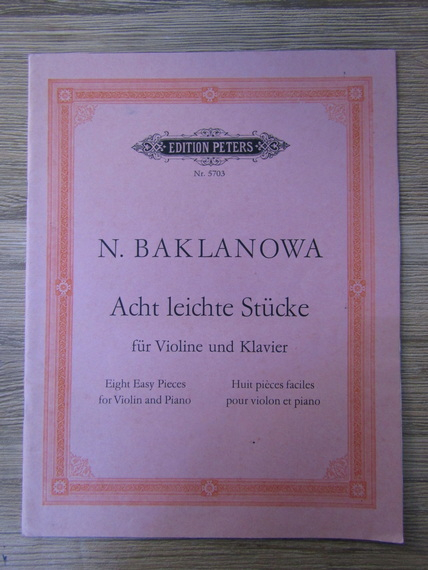 EDITION PETERS
Nr. 5703
N. BAKLANOWA
Acht leichte Stücke
für Violine und Klavier
Eight Easy Pieces
for Violin and Piano
Huit pièces faciles
pour violon et piano